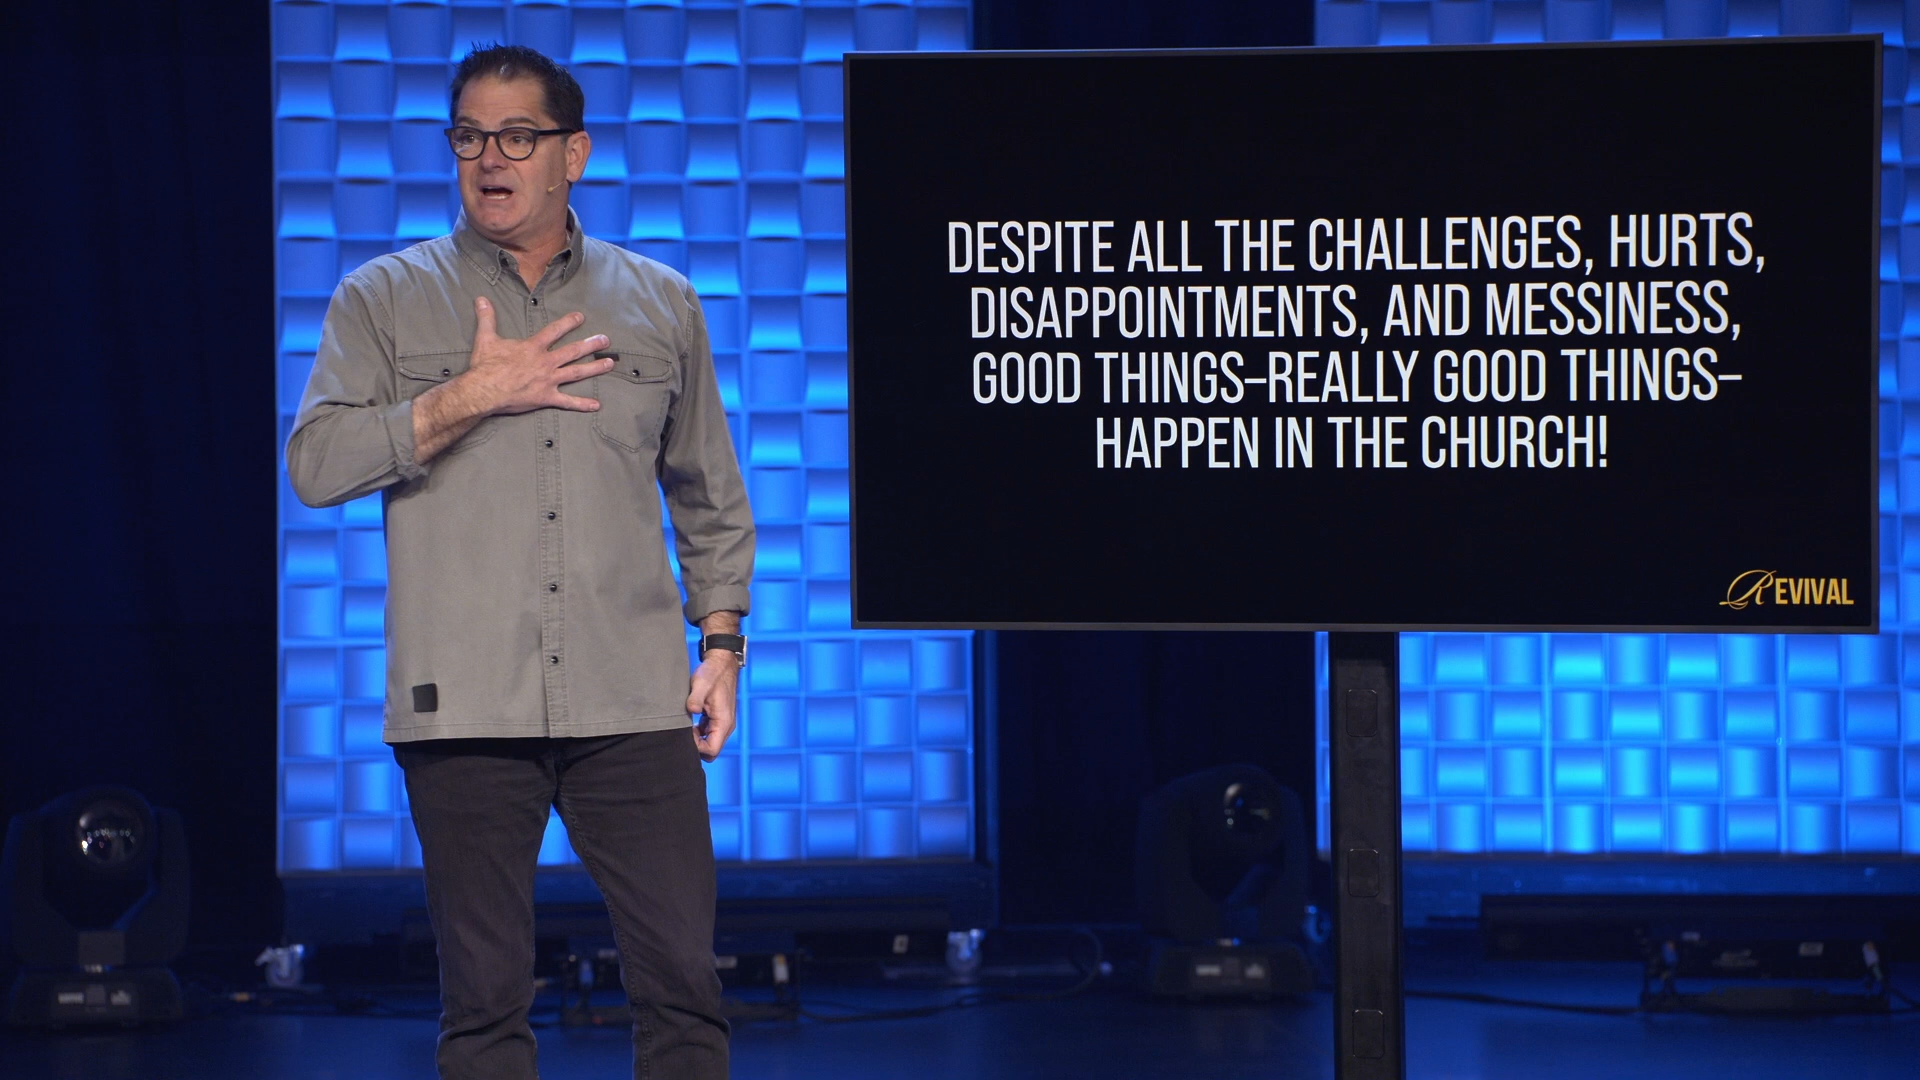 DESPITE ALL THE CHALLENGES, HURTS,
DISAPPOINTMENTS, AND MESSINESS,
GOOD THINGS–REALLY GOOD THINGS–
HAPPEN IN THE CHURCH!
REVIVAL